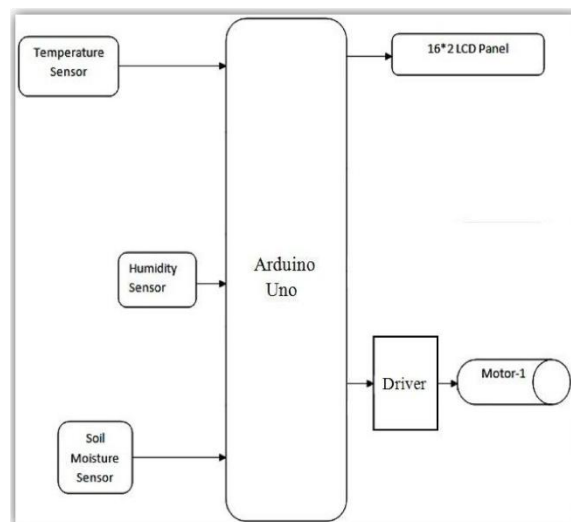 Temperature
Sensor
16*2 LCD Panel
Humidity
Sensor
Arduino
Uno
Driver
Motor-1
Soil
Moisture
Sensor